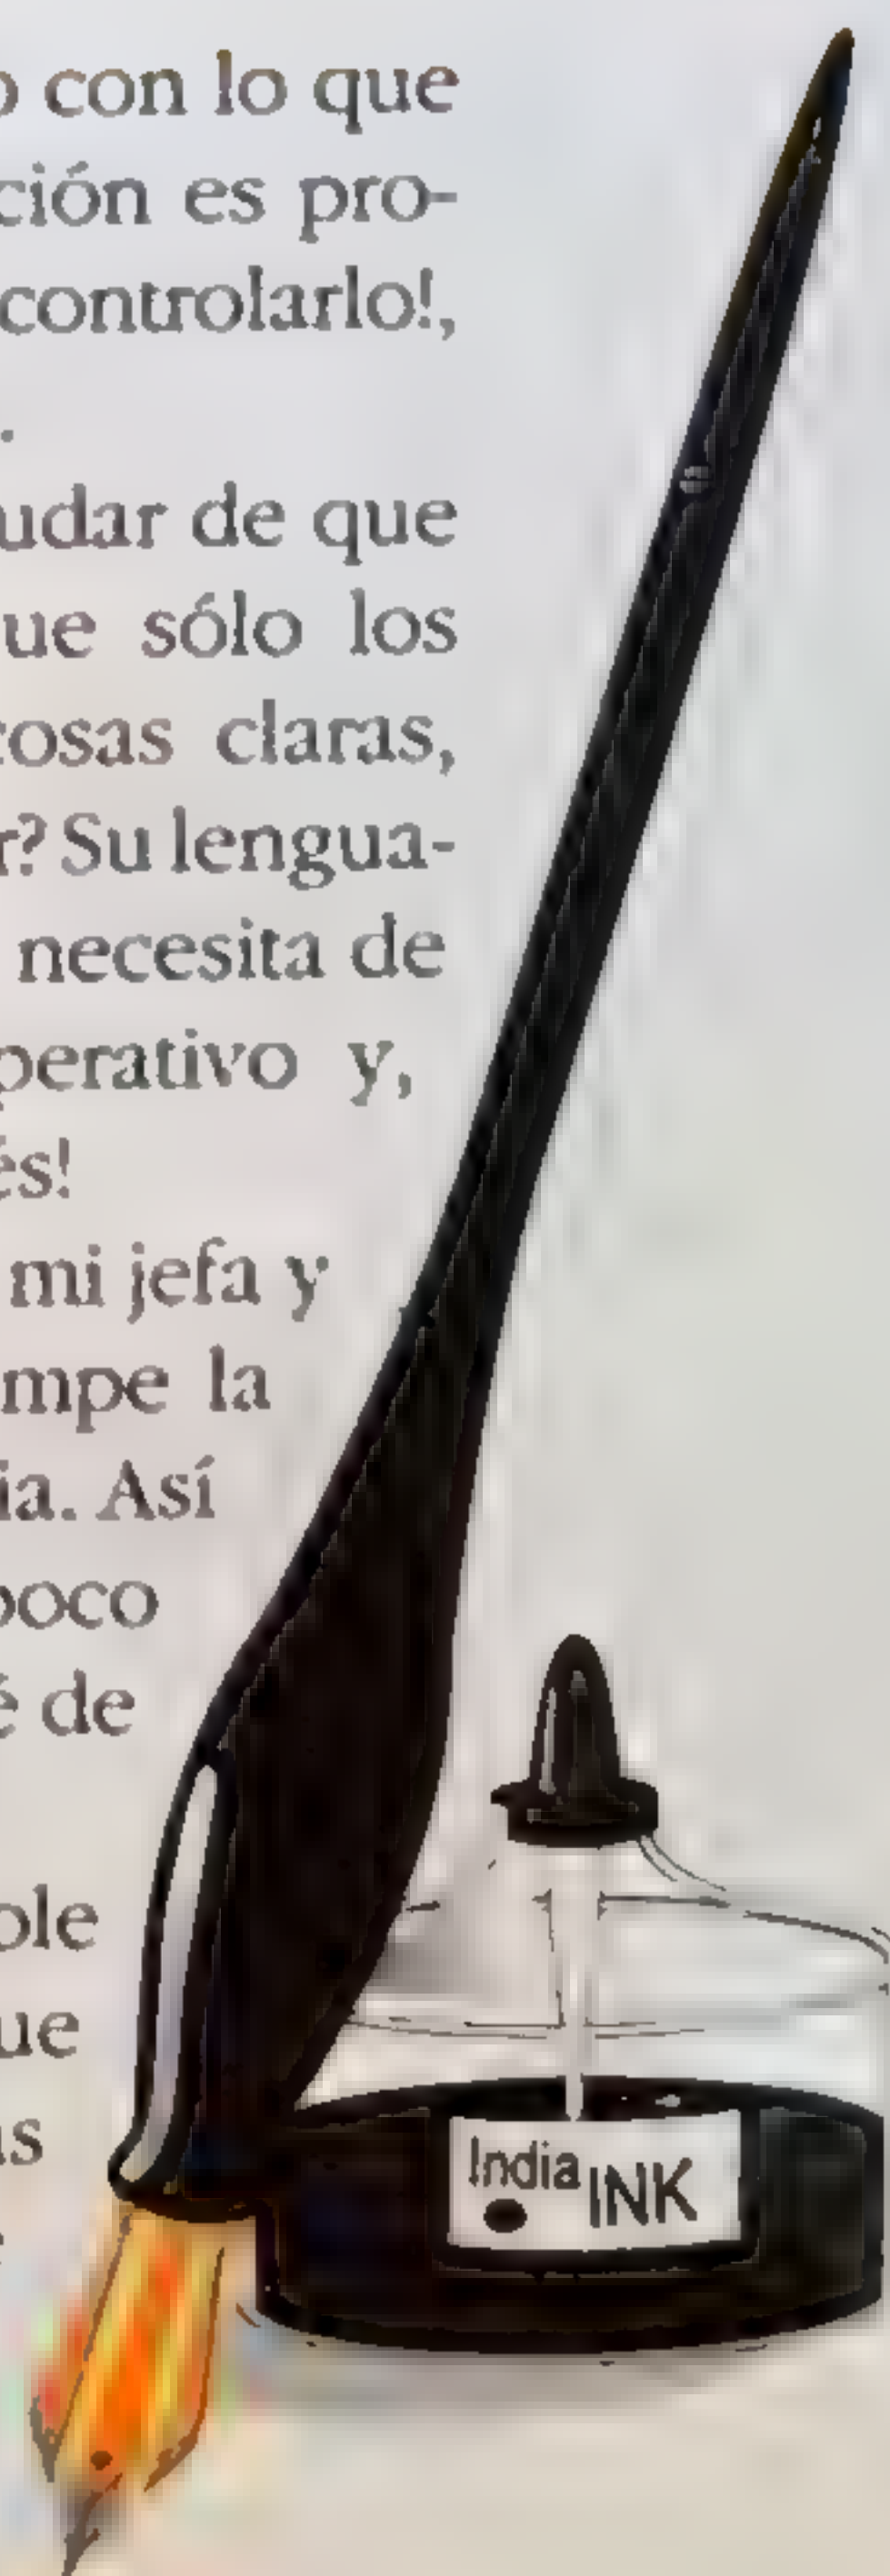 o con lo que
ción es pro-
controlarlo!,
.
udar de que
ue sólo los
cosas claras,
r? Su lengua-
necesita de
perativo y,
és!
mi jefa y
mpe la
ia. Así
poco
é de
ole
ue
as
India INK